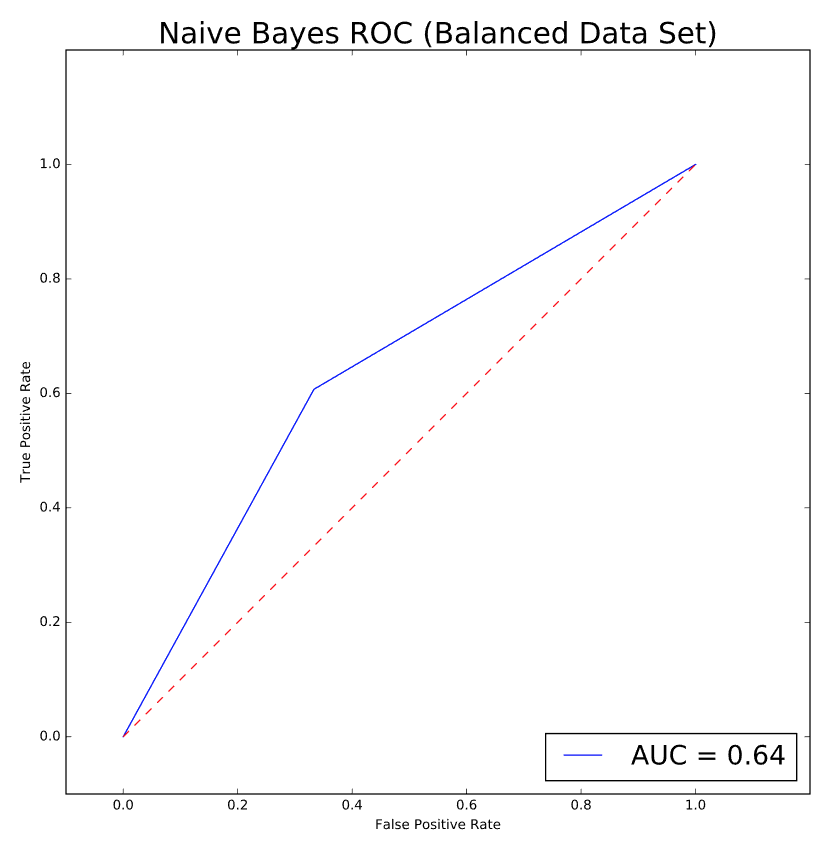 Naive Bayes ROC (Balanced Data Set)
1.0
0.8
0.6
0.4
0.2
0.0
True Positive Rate
0.0 0.2 0.4 0.6 0.8 1.0
False Positive Rate
AUC = 0.64